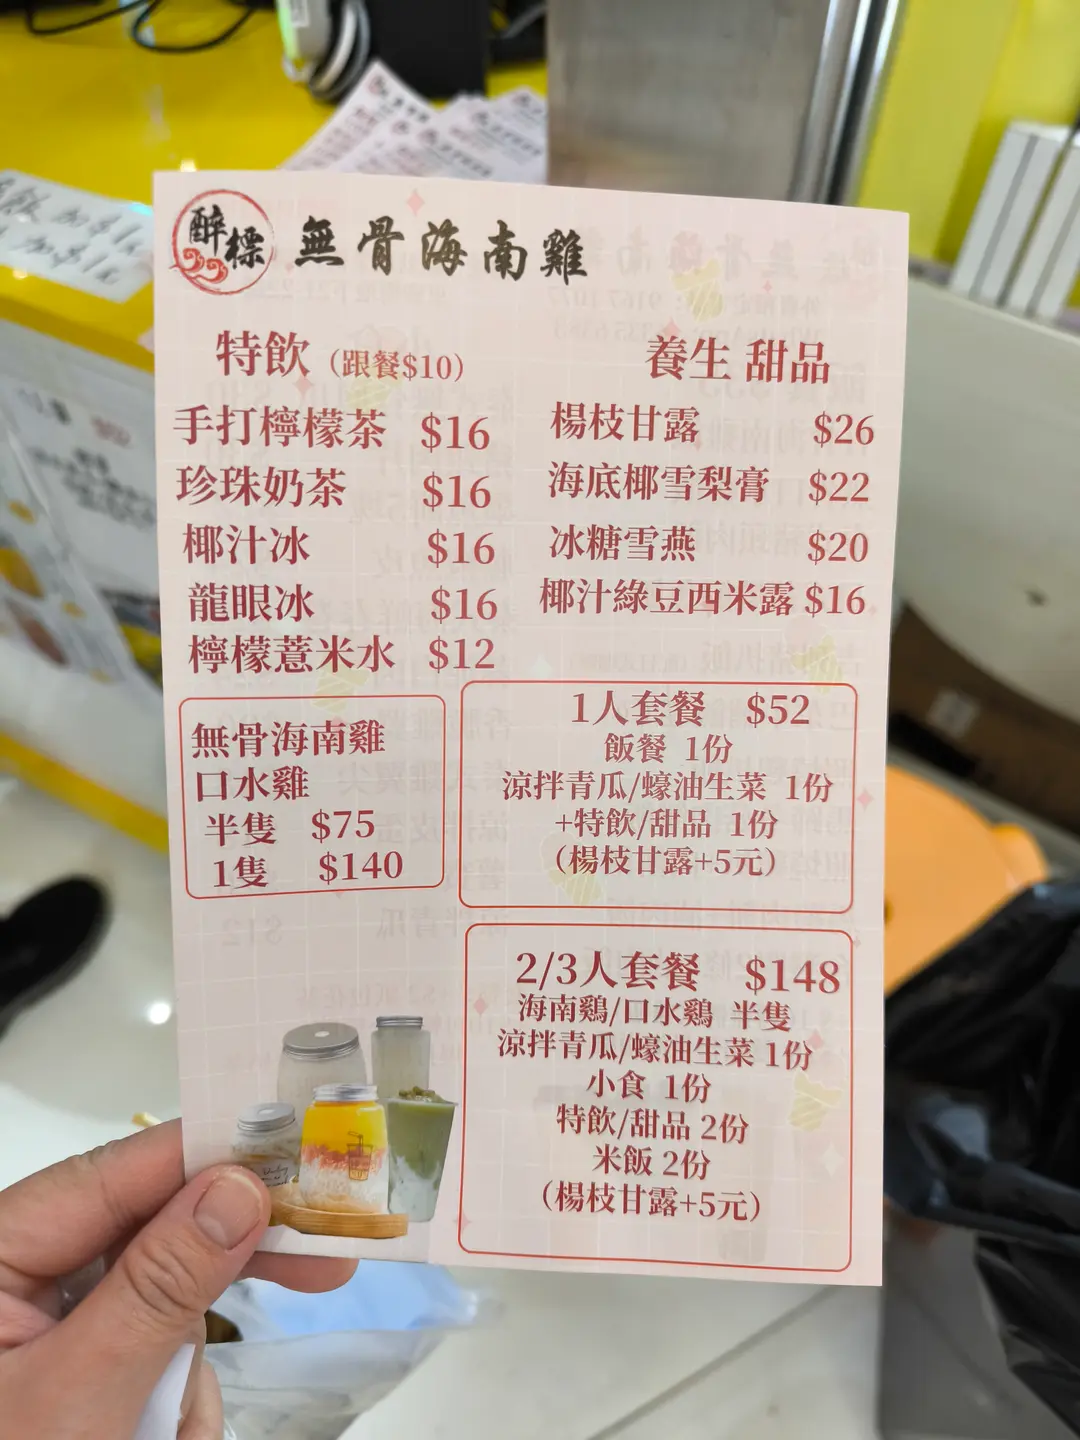 醉標 無骨海南雞
特飲（跟餐$10）
手打檸檬茶 $16
珍珠奶茶 $16
椰汁冰 $16
龍眼冰 $16
檸檬薏米水 $12
養生 甜品
楊枝甘露 $26
海底椰雪梨膏 $22
冰糖雪燕 $20
椰汁綠豆西米露 $16
無骨海南雞
口水雞
半隻 $75
1隻 $140
1人套餐 $52
飯餐 1份
涼拌青瓜/蠔油生菜 1份
+特飲/甜品 1份
（楊枝甘露+5元）
2/3人套餐 $148
海南鷄/口水鷄 半隻
涼拌青瓜/蠔油生菜 1份
小食 1份
特飲/甜品 2份
米飯 2份
（楊枝甘露+5元）